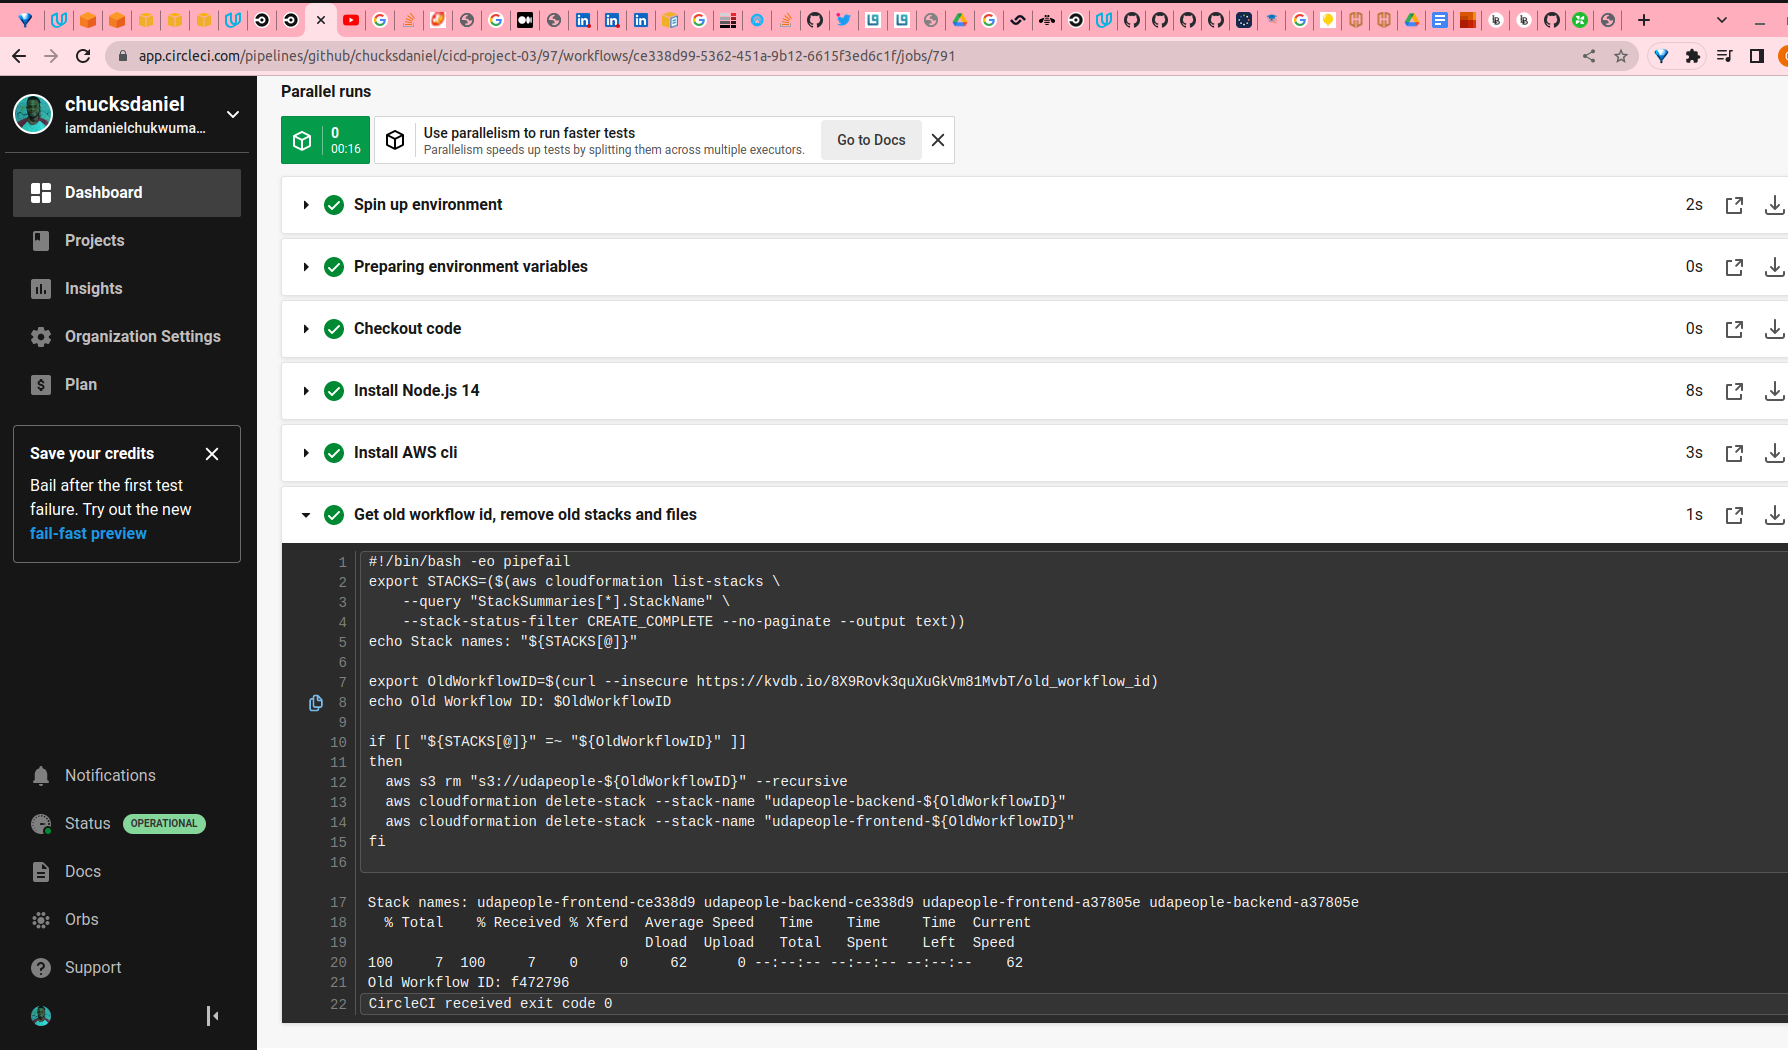 app.circleci.com/pipelines/github/chucksdaniel/cicd-project-03/97/workflows/ce338d99-5362-451a-9b12-6615f3ed6c1f/jobs/791
chucksdaniel
iamdanielchukwuma...
Dashboard
Projects
Insights
Organization Settings
$ Plan
Save your credits
Bail after the first test
failure. Try out the new
fail-fast preview
Notifications
Status OPERATIONAL
Docs
Orbs
Support
Parallel runs
0
00:16
Use parallelism to run faster tests
Parallelism speeds up tests by splitting them across multiple executors.
Go to Docs
Spin up environment 2s
Preparing environment variables 0s
Checkout code 0s
Install Node.js 14 8s
Install AWS cli 3s
Get old workflow id, remove old stacks and files 1s
1 #!/bin/bash -eo pipefail
2 export STACKS=($(aws cloudformation list-stacks \
3 --query "StackSummaries[*].StackName" \
4 --stack-status-filter CREATE_COMPLETE --no-paginate --output text))
5 echo Stack names: "${STACKS[@]}"
6
7 export OldWorkflowID=$(curl --insecure https://kvdb.io/8X9Rovk3quXuGkVm81MvbT/old_workflow_id)
8 echo Old Workflow ID: $OldWorkflowID
9
10 if [[ "${STACKS[@]}" =~ "${OldWorkflowID}" ]]
11 then
12 aws s3 rm "s3://udapeople-${OldWorkflowID}" --recursive
13 aws cloudformation delete-stack --stack-name "udapeople-backend-${OldWorkflowID}"
14 aws cloudformation delete-stack --stack-name "udapeople-frontend-${OldWorkflowID}"
15 fi
16
17 Stack names: udapeople-frontend-ce338d9 udapeople-backend-ce338d9 udapeople-frontend-a37805e udapeople-backend-a37805e
18 % Total % Received % Xferd Average Speed Time Time Time Current
19 Dload Upload Total Spent Left Speed
20 100 7 100 7 0 0 62 0 --:--:-- --:--:-- --:--:-- 62
21 Old Workflow ID: f472796
22 CircleCI received exit code 0